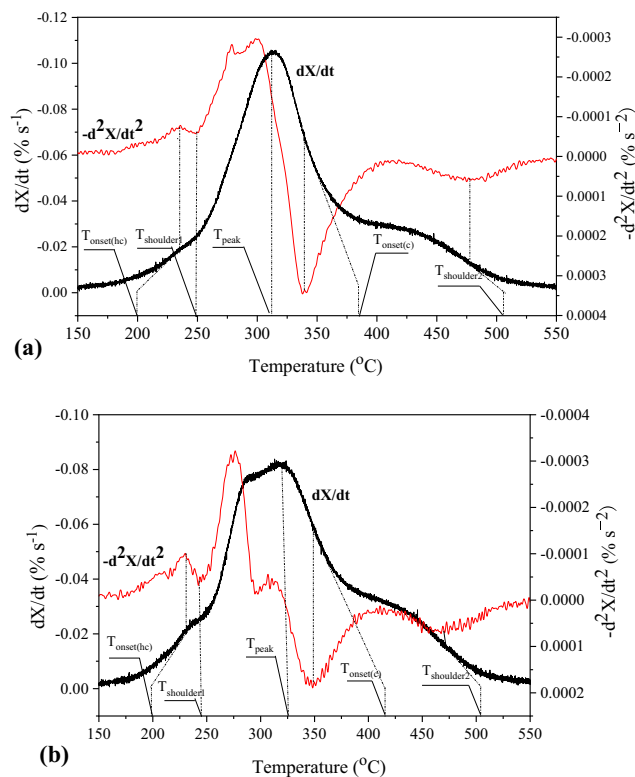 -0.12
-0.10
-0.08
-0.06
-0.04
-0.02
0.00
dX/dt (% s-1)
-0.0003
-0.0002
-0.0001
0.0000
0.0001
0.0002
0.0003
0.0004
-d²X/dt² (% s−2)
dX/dt
-d²X/dt²
Tonset(hc)
Tshoulder1
Tpeak
Tonset(c)
Tshoulder2
150 200 250 300 350 400 450 500 550
(a)
Temperature (oC)
-0.10
-0.08
-0.06
-0.04
-0.02
0.00
dX/dt (% s-1)
-0.0004
-0.0003
-0.0002
-0.0001
0.0000
0.0001
0.0002
-d²X/dt² (% s−2)
dX/dt
-d²X/dt²
Tonset(hc)
Tshoulder1
Tpeak
Tonset(c)
Tshoulder2
150 200 250 300 350 400 450 500 550
(b)
Temperature (oC)